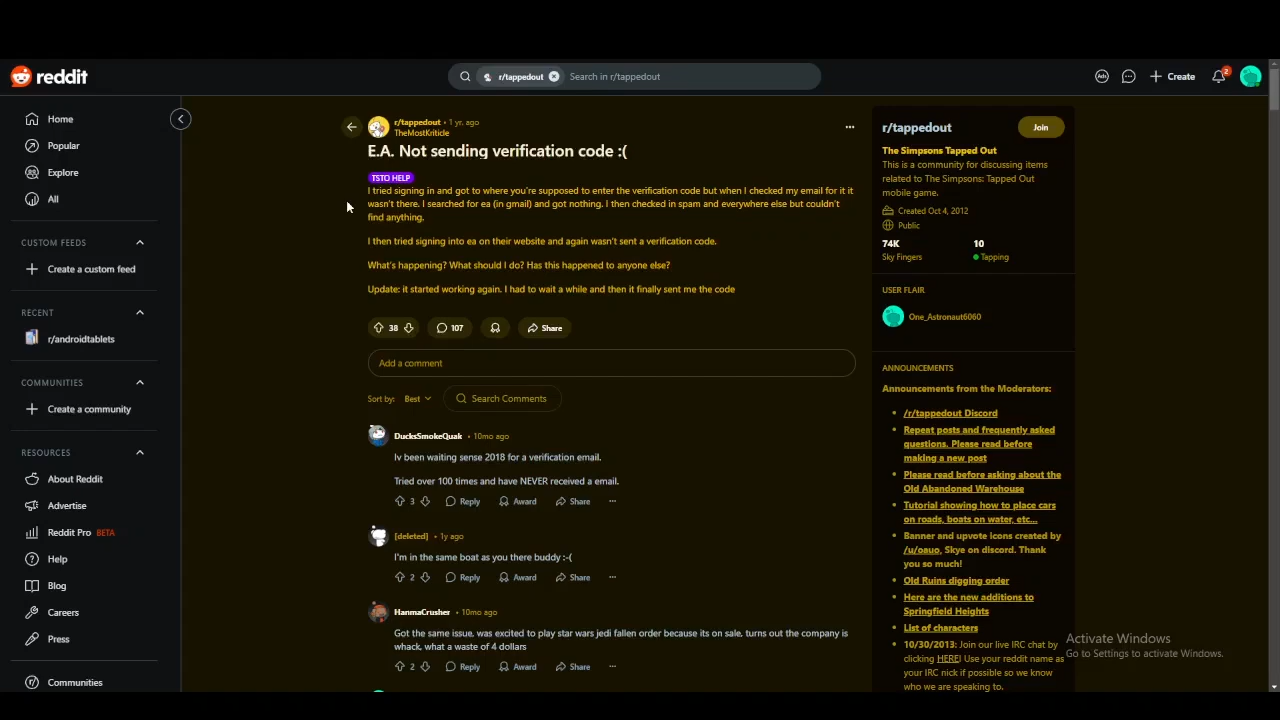 reddit
r/tappedout
Search in r/tappedout
Ads
Create
2
Home
Popular
Explore
All
CUSTOM FEEDS
Create a custom feed
RECENT
r/androidtablets
COMMUNITIES
Create a community
RESOURCES
About Reddit
Advertise
Reddit Pro BETA
Help
Blog
Careers
Press
Communities
r/tappedout • 1 yr. ago
TheMostKriticle
E.A. Not sending verification code :(
TSTO HELP
I tried signing in and got to where you're supposed to enter the verification code but when I checked my email for it it
wasn't there. I searched for ea (in gmail) and got nothing. I then checked in spam and everywhere else but couldn't
find anything.
I then tried signing into ea on their website and again wasn't sent a verification code.
What's happening? What should I do? Has this happened to anyone else?
Update: it started working again. I had to wait a while and then it finally sent me the code
38
107
Share
Add a comment
Sort by: Best
Search Comments
DucksSmokeQuak • 10mo ago
Iv been waiting sense 2018 for a verification email.
Tried over 100 times and have NEVER received a email.
3 Reply Award Share
[deleted] • 1y ago
I'm in the same boat as you there buddy :-(
2 Reply Award Share
HanmaCrusher • 10mo ago
Got the same issue, was excited to play star wars jedi fallen order because its on sale, turns out the company is
whack, what a waste of 4 dollars
2 Reply Award Share
r/tappedout
Join
The Simpsons Tapped Out
This is a community for discussing items
related to The Simpsons: Tapped Out
mobile game.
Created Oct 4, 2012
Public
74K 10
Sky Fingers Tapping
USER FLAIR
One_Astronaut6060
ANNOUNCEMENTS
Announcements from the Moderators:
• /r/tappedout Discord
• Repeat posts and frequently asked
questions. Please read before
making a new post
• Please read before asking about the
Old Abandoned Warehouse
• Tutorial showing how to place cars
on roads, boats on water, etc...
• Banner and upvote icons created by
/u/oauo, Skye on discord. Thank
you so much!
• Old Ruins digging order
• Here are the new additions to
Springfield Heights
• List of characters
• 10/30/2013: Join our live IRC chat by
clicking HERE! Use your reddit name as
your IRC nick if possible so we know
who we are speaking to.
Activate Windows
Go to Settings to activate Windows.